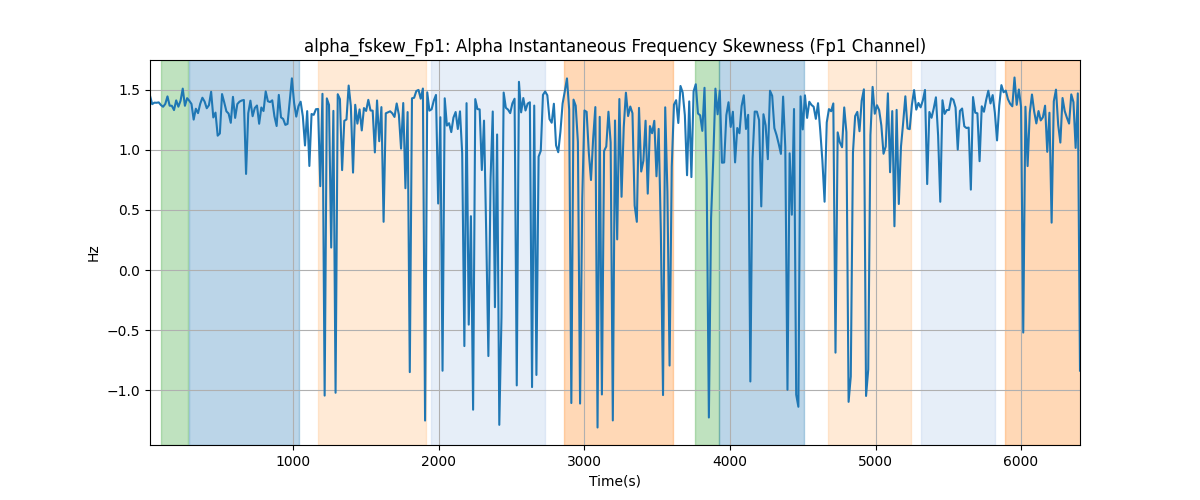 alpha_fskew_Fp1: Alpha Instantaneous Frequency Skewness (Fp1 Channel)
1.5
1.0
0.5
0.0
−0.5
−1.0
Hz
1000 2000 3000 4000 5000 6000
Time(s)